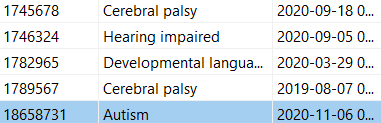 1745678 Cerebral palsy 2020-09-18 0...
1746324 Hearing impaired 2020-09-05 0...
1782965 Developmental langua... 2020-03-29 0...
1789567 Cerebral palsy 2019-08-07 0...
18658731 Autism 2020-11-06 0...